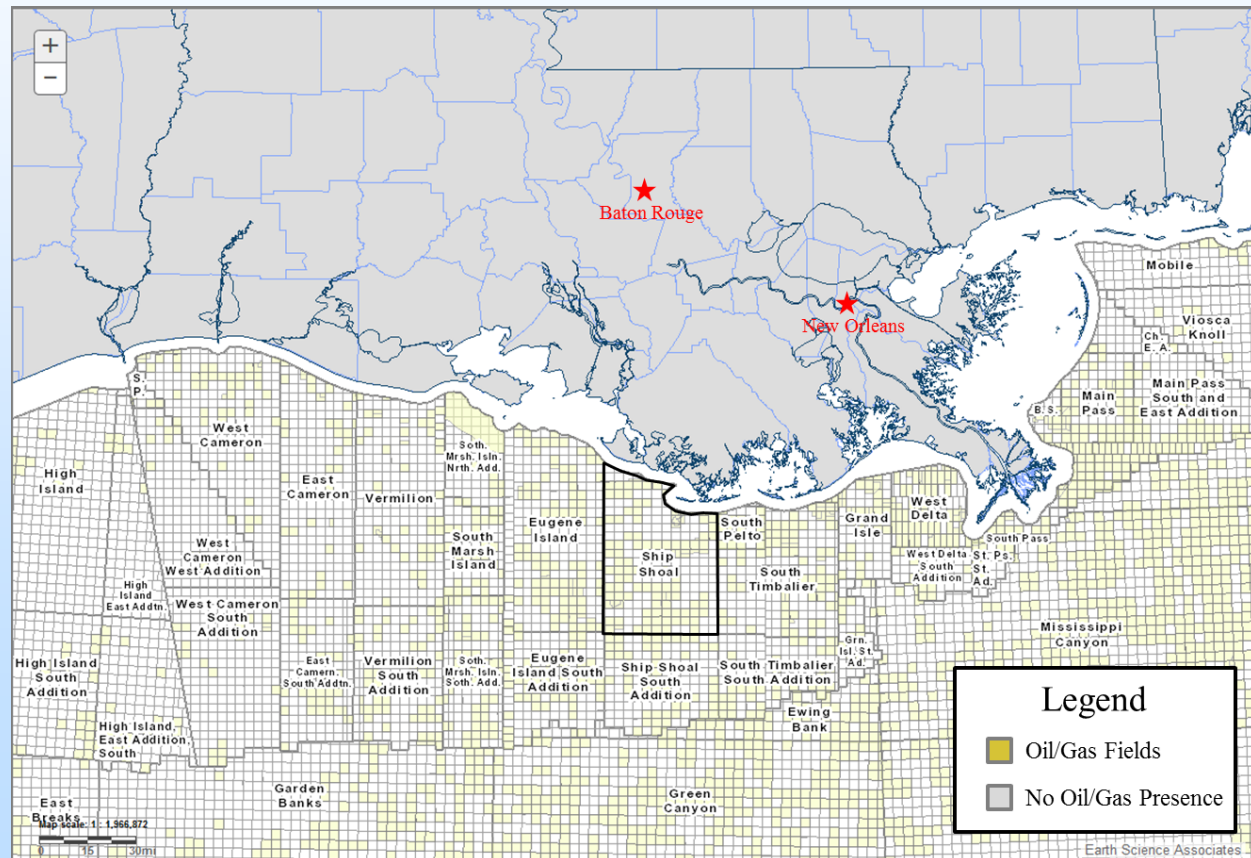 +
−
Baton Rouge
New Orleans
Mobile
Viosca
Knoll
Ch.
E. A.
Main Pass
South and
East Addition
Main
Pass
B. S.
S.
P.
West
Cameron
High
Island
East
Cameron
Vermilion
Soth.
Mrsh. Isln.
Nrth. Add.
Eugene
Island
South
Marsh
Island
Ship
Shoal
South
Pelto
South
Timbalier
Grand
Isle
West
Delta
South Pass
West Delta
South
Addition
St. Ps.
St.
Ad.
West
Cameron
West Addition
High
Island
East Addtn.
West Cameron
South
Addition
Mississippi
Canyon
High Island
South
Addition
East
Camern.
South Addtn.
Vermilion
South
Addition
Soth.
Mrsh. Isln.
Soth. Add.
Eugene
Island South
Addition
Ship Shoal
South
Addition
South Timbalier
South Addition
Grn.
Isl. St.
Ad.
Ewing
Bank
High Island,
East Addition,
South
Garden
Banks
Green
Canyon
East
Breaks
Map scale: 1 : 1,966,872
0 15 30mi
Legend
Oil/Gas Fields
No Oil/Gas Presence
Earth Science Associates